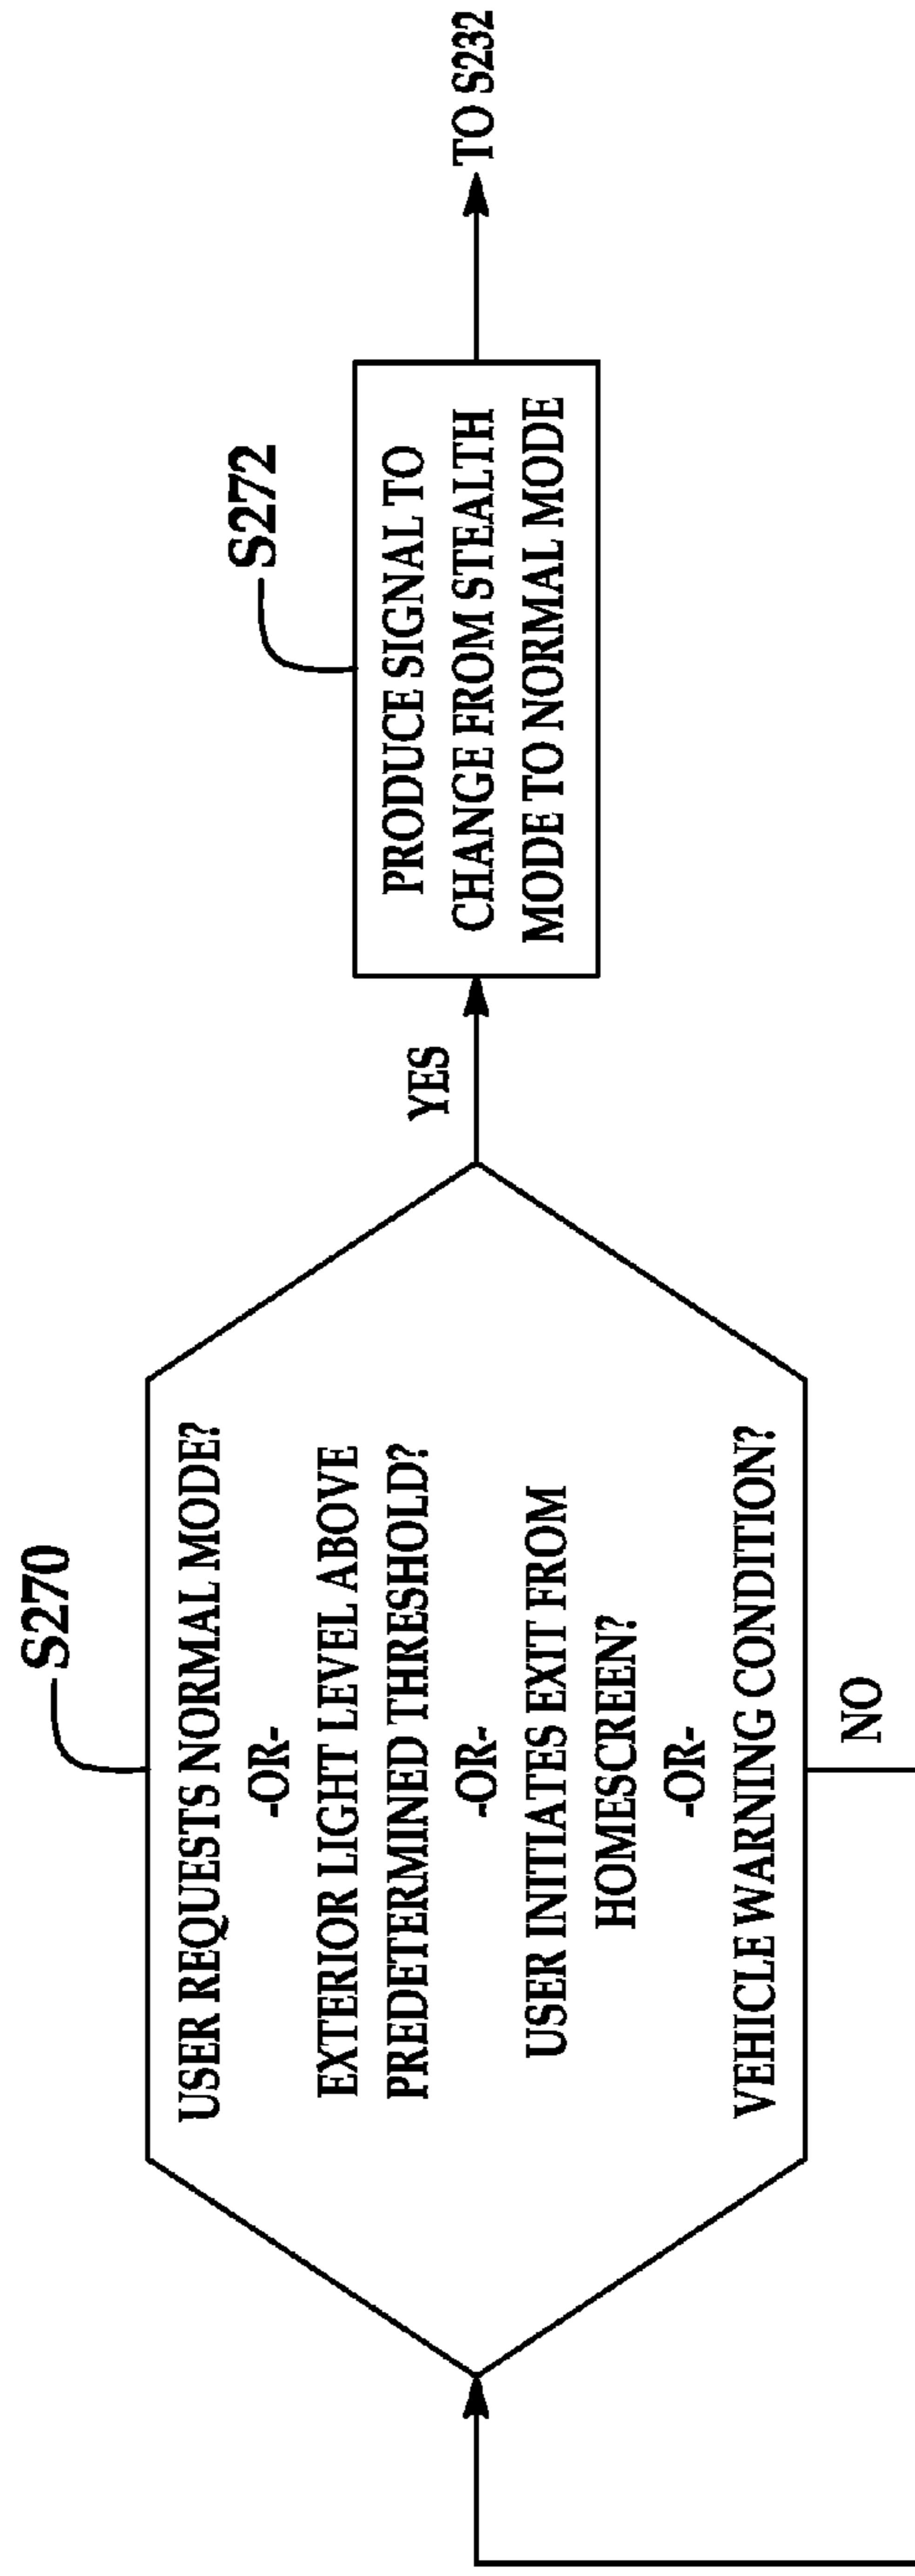 S270
USER REQUESTS NORMAL MODE?
-OR-
EXTERIOR LIGHT LEVEL ABOVE
PREDETERMINED THRESHOLD?
-OR-
USER INITIATES EXIT FROM
HOMESCREEN?
-OR-
VEHICLE WARNING CONDITION?
NO
YES
S272
PRODUCE SIGNAL TO
CHANGE FROM STEALTH
MODE TO NORMAL MODE
TO S232